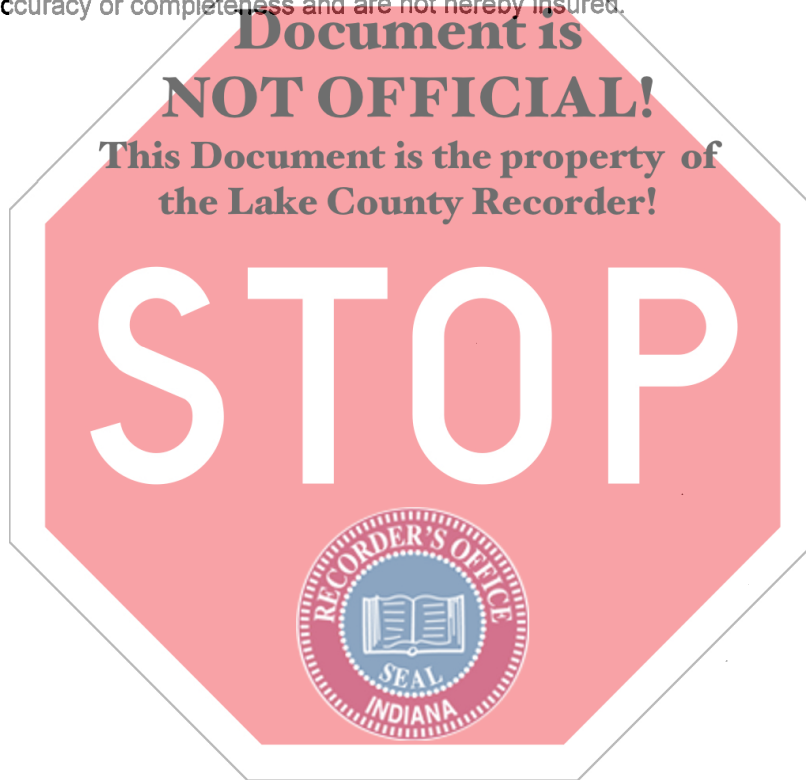 ccuracy or completeness and are not hereby insured.
Document is
NOT OFFICIAL!
This Document is the property of
the Lake County Recorder!
STOP
RECORDER'S OFFICE
SEAL
INDIANA